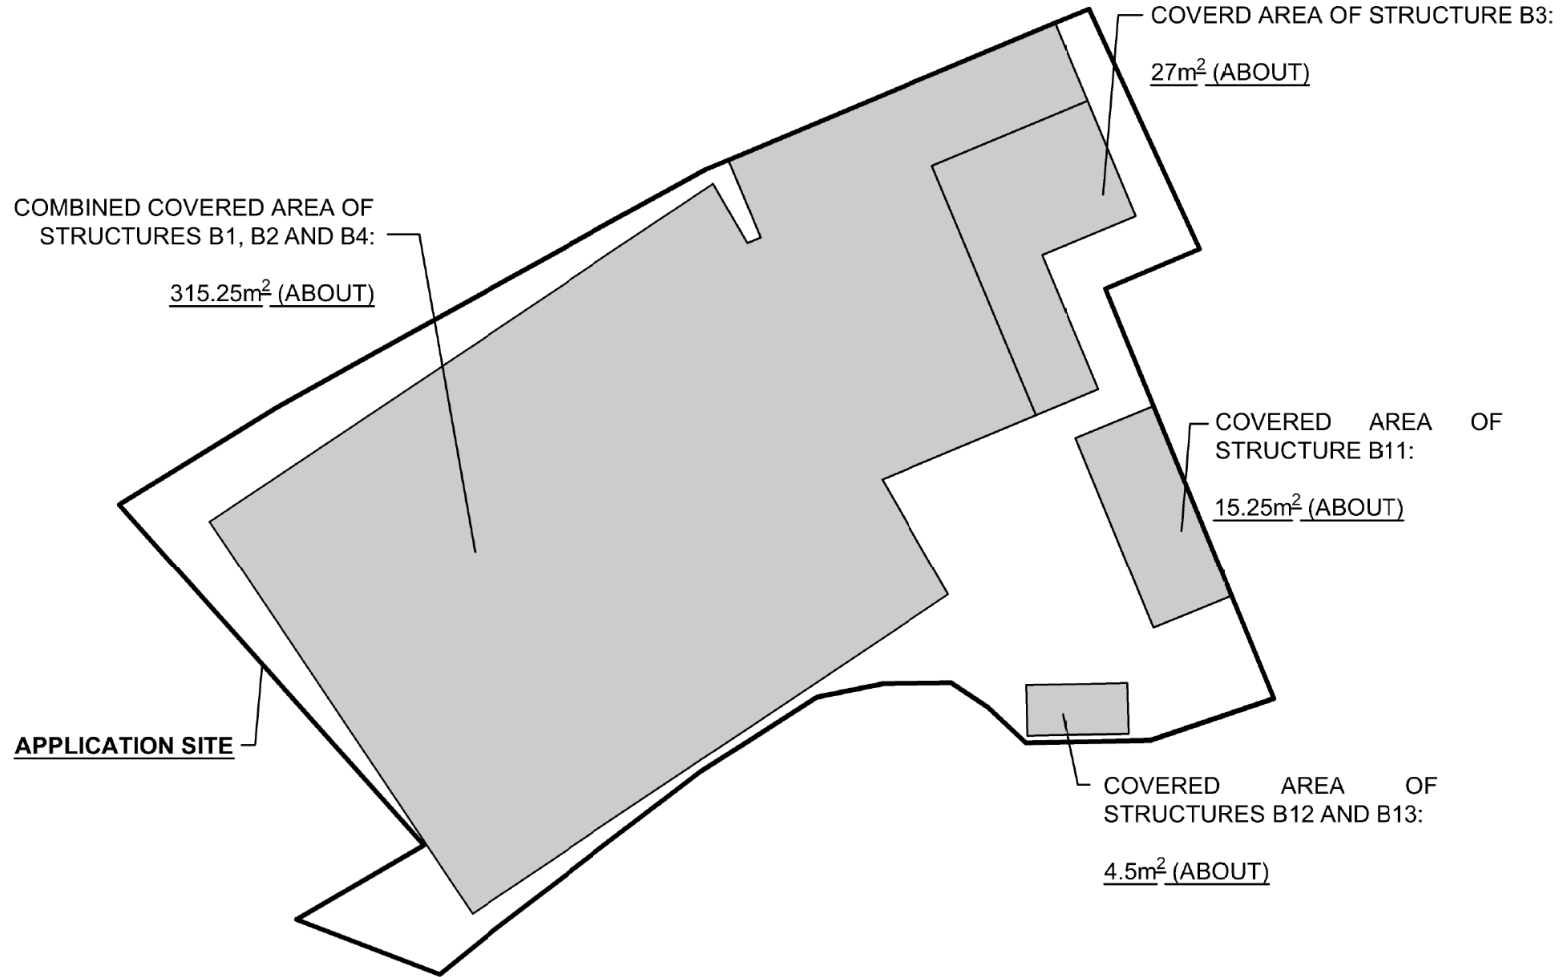 COVERD AREA OF STRUCTURE B3:
27m² (ABOUT)
COMBINED COVERED AREA OF
STRUCTURES B1, B2 AND B4:
315.25m² (ABOUT)
COVERED AREA OF
STRUCTURE B11:
15.25m² (ABOUT)
APPLICATION SITE
COVERED AREA OF
STRUCTURES B12 AND B13:
4.5m² (ABOUT)